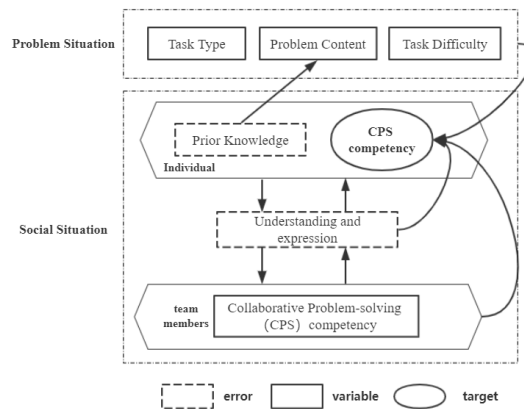 Problem Situation
Task Type
Problem Content
Task Difficulty
Social Situation
Prior Knowledge
CPS
competency
Individual
Understanding and
expression
team
members
Collaborative Problem-solving
（CPS）competency
error
variable
target